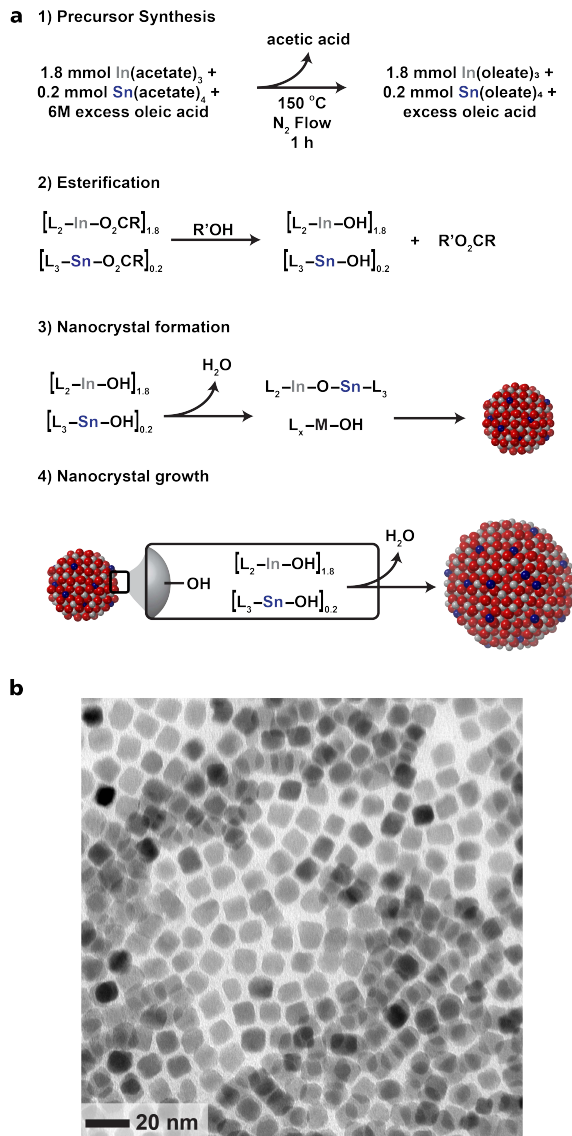 a
1) Precursor Synthesis
acetic acid
1.8 mmol In(acetate)₃ +
0.2 mmol Sn(acetate)₄ +
6M excess oleic acid
150 °C
N₂ Flow
1 h
1.8 mmol In(oleate)₃ +
0.2 mmol Sn(oleate)₄ +
excess oleic acid
2) Esterification
[L₂–In–O₂CR]₁.₈
[L₃–Sn–O₂CR]₀.₂
R'OH
[L₂–In–OH]₁.₈
[L₃–Sn–OH]₀.₂
+ R'O₂CR
3) Nanocrystal formation
[L₂–In–OH]₁.₈
[L₃–Sn–OH]₀.₂
H₂O
L₂–In–O–Sn–L₃
Lₓ–M–OH
4) Nanocrystal growth
–OH
[L₂–In–OH]₁.₈
[L₃–Sn–OH]₀.₂
H₂O
b
20 nm